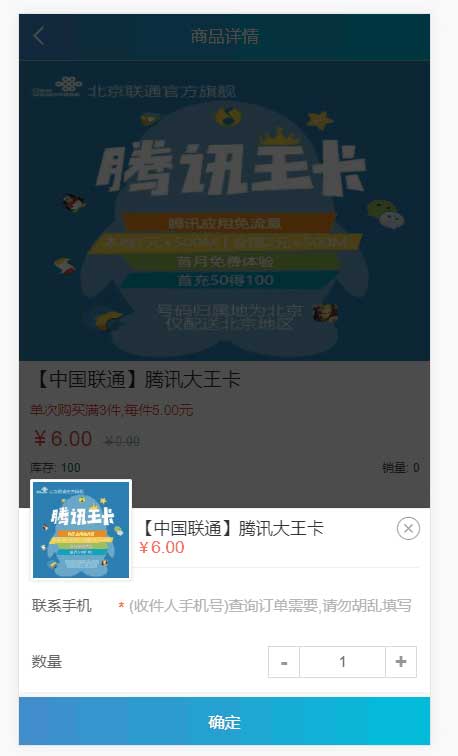 商品详情
北京联通官方旗舰
腾讯王卡
腾讯应用免流量
首月免费体验
首充50得100
号码归属地为北京
仅配送北京地区
【中国联通】腾讯大王卡
单次购买满3件,每件5.00元
￥6.00 ￥0.00
库存: 100 销量: 0
腾讯王卡
【中国联通】腾讯大王卡
￥6.00
联系手机 * (收件人手机号)查询订单需要,请勿胡乱填写
数量 - 1 +
确定